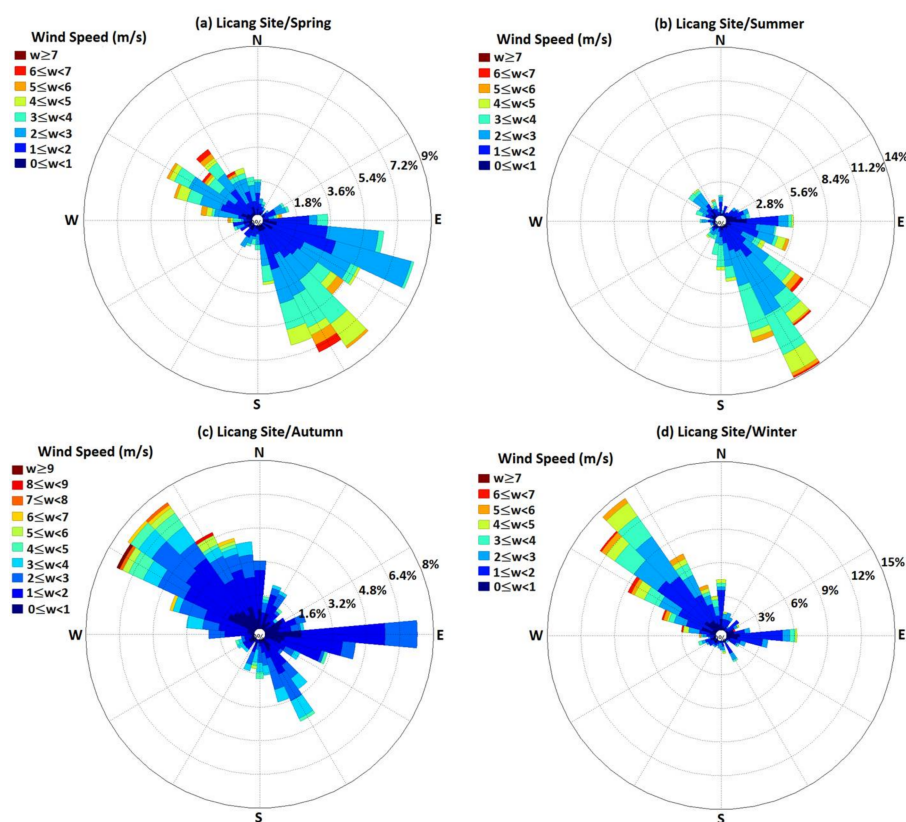 (a) Licang Site/Spring
Wind Speed (m/s)
w≥7
6≤w<7
5≤w<6
4≤w<5
3≤w<4
2≤w<3
1≤w<2
0≤w<1
N
W
E
S
1.8%
3.6%
5.4%
7.2%
9%
(b) Licang Site/Summer
Wind Speed (m/s)
w≥7
6≤w<7
5≤w<6
4≤w<5
3≤w<4
2≤w<3
1≤w<2
0≤w<1
N
W
E
S
2.8%
5.6%
8.4%
11.2%
14%
(c) Licang Site/Autumn
Wind Speed (m/s)
w≥9
8≤w<9
7≤w<8
6≤w<7
5≤w<6
4≤w<5
3≤w<4
2≤w<3
1≤w<2
0≤w<1
N
W
E
S
1.6%
3.2%
4.8%
6.4%
8%
(d) Licang Site/Winter
Wind Speed (m/s)
w≥7
6≤w<7
5≤w<6
4≤w<5
3≤w<4
2≤w<3
1≤w<2
0≤w<1
N
W
E
S
3%
6%
9%
12%
15%